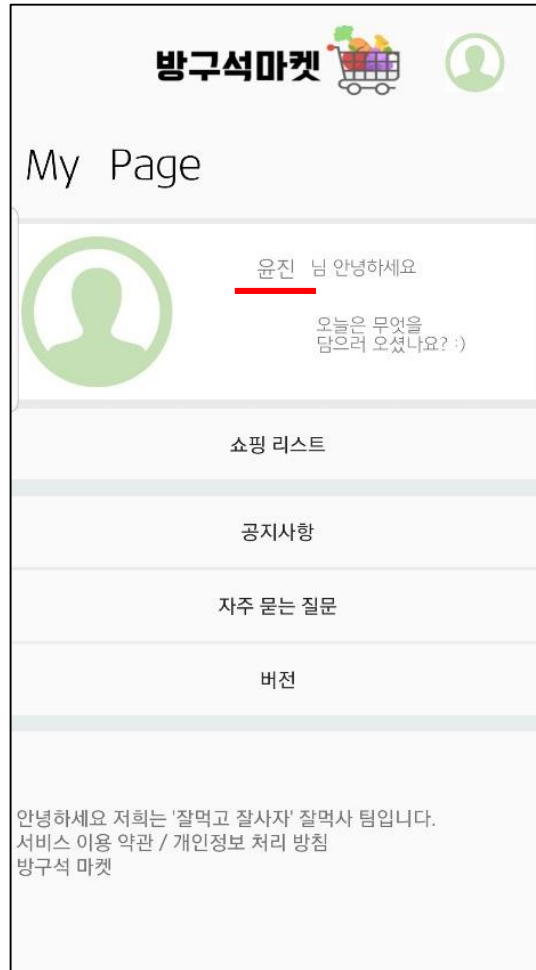 방구석마켓
My Page
윤진 님 안녕하세요
오늘은 무엇을
담으러 오셨나요? :)
쇼핑 리스트
공지사항
자주 묻는 질문
버전
안녕하세요 저희는 '잘먹고 잘사자' 잘먹사 팀입니다.
서비스 이용 약관 / 개인정보 처리 방침
방구석 마켓